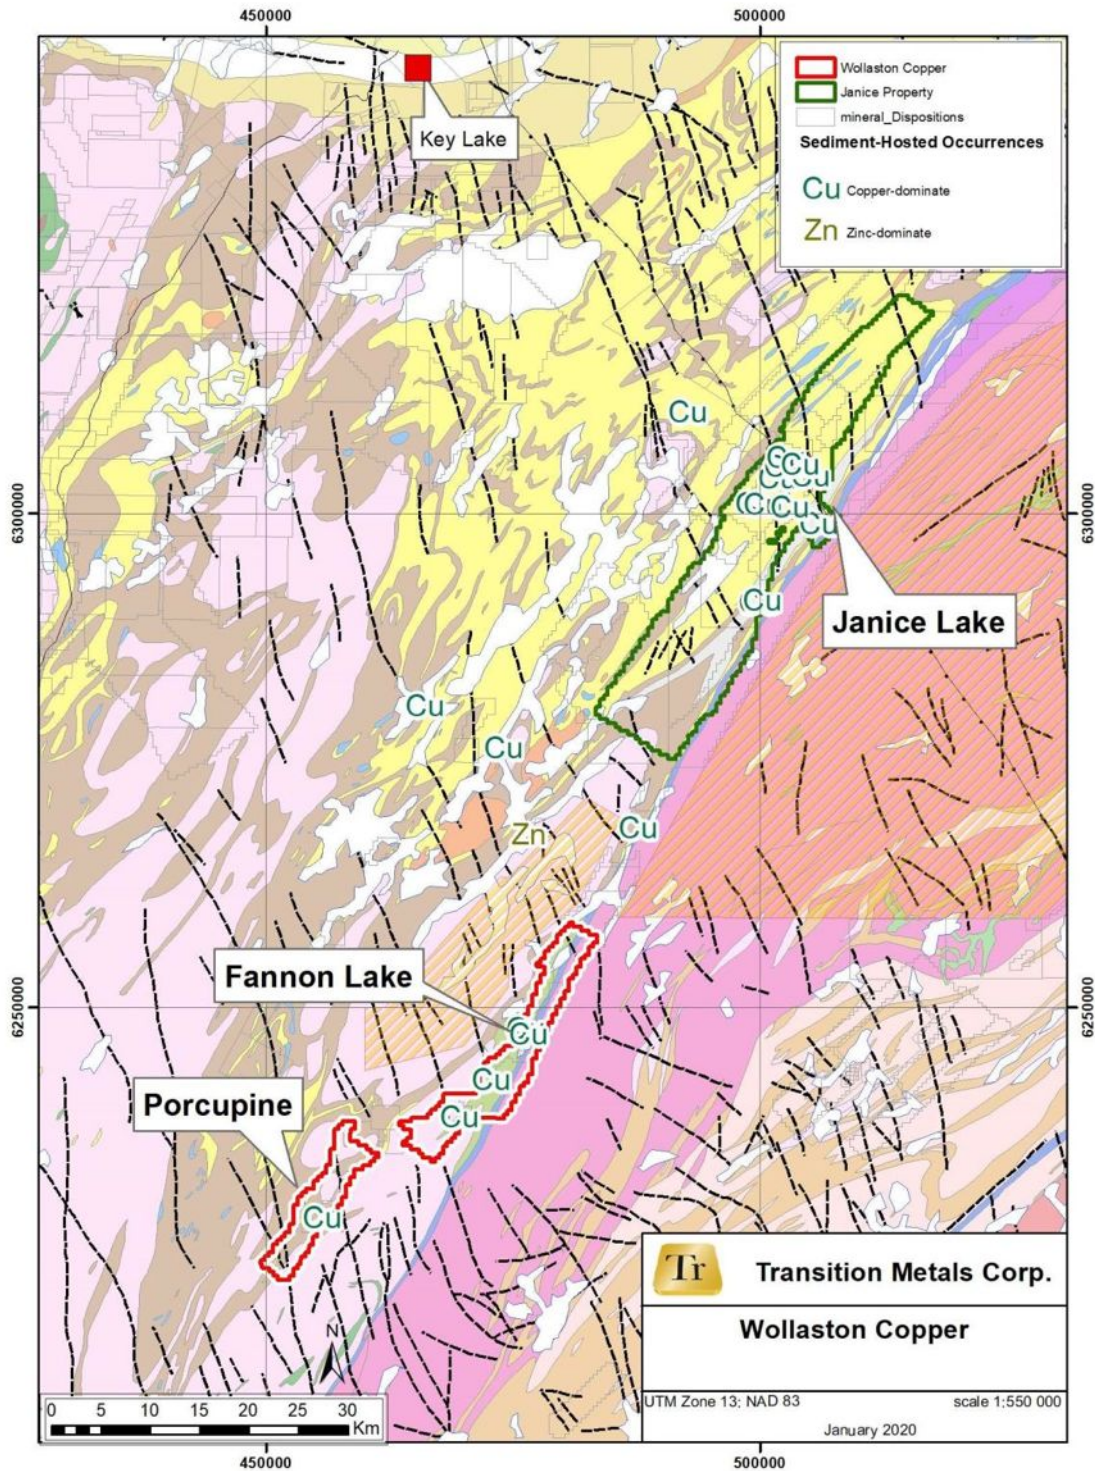 450000
500000
Wollaston Copper
Janice Property
mineral_Dispositions
Sediment-Hosted Occurrences
Cu Copper-dominate
Zn Zinc-dominate
Key Lake
Cu
Cu
Cu
Cu
Cu
6300000
6300000
Cu
Cu
Janice Lake
Cu
Cu
Zn
Cu
Fannon Lake
6250000
6250000
Cu
Cu
Porcupine
Cu
Cu
Tr
Transition Metals Corp.
Wollaston Copper
N
0 5 10 15 20 25 30
Km
UTM Zone 13; NAD 83
scale 1:550 000
January 2020
450000
500000